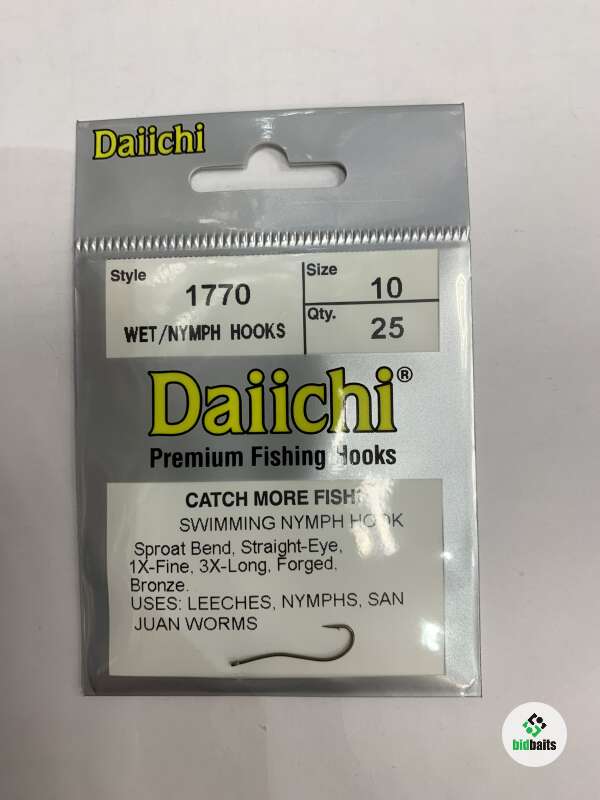 Daiichi
Style
1770
WET/NYMPH HOOKS
Size
10
Qty.
25
Daiichi®
Premium Fishing Hooks
CATCH MORE FISH
SWIMMING NYMPH HOOK
Sproat Bend, Straight-Eye,
1X-Fine, 3X-Long, Forged,
Bronze.
USES: LEECHES, NYMPHS, SAN
JUAN WORMS
bidbaits